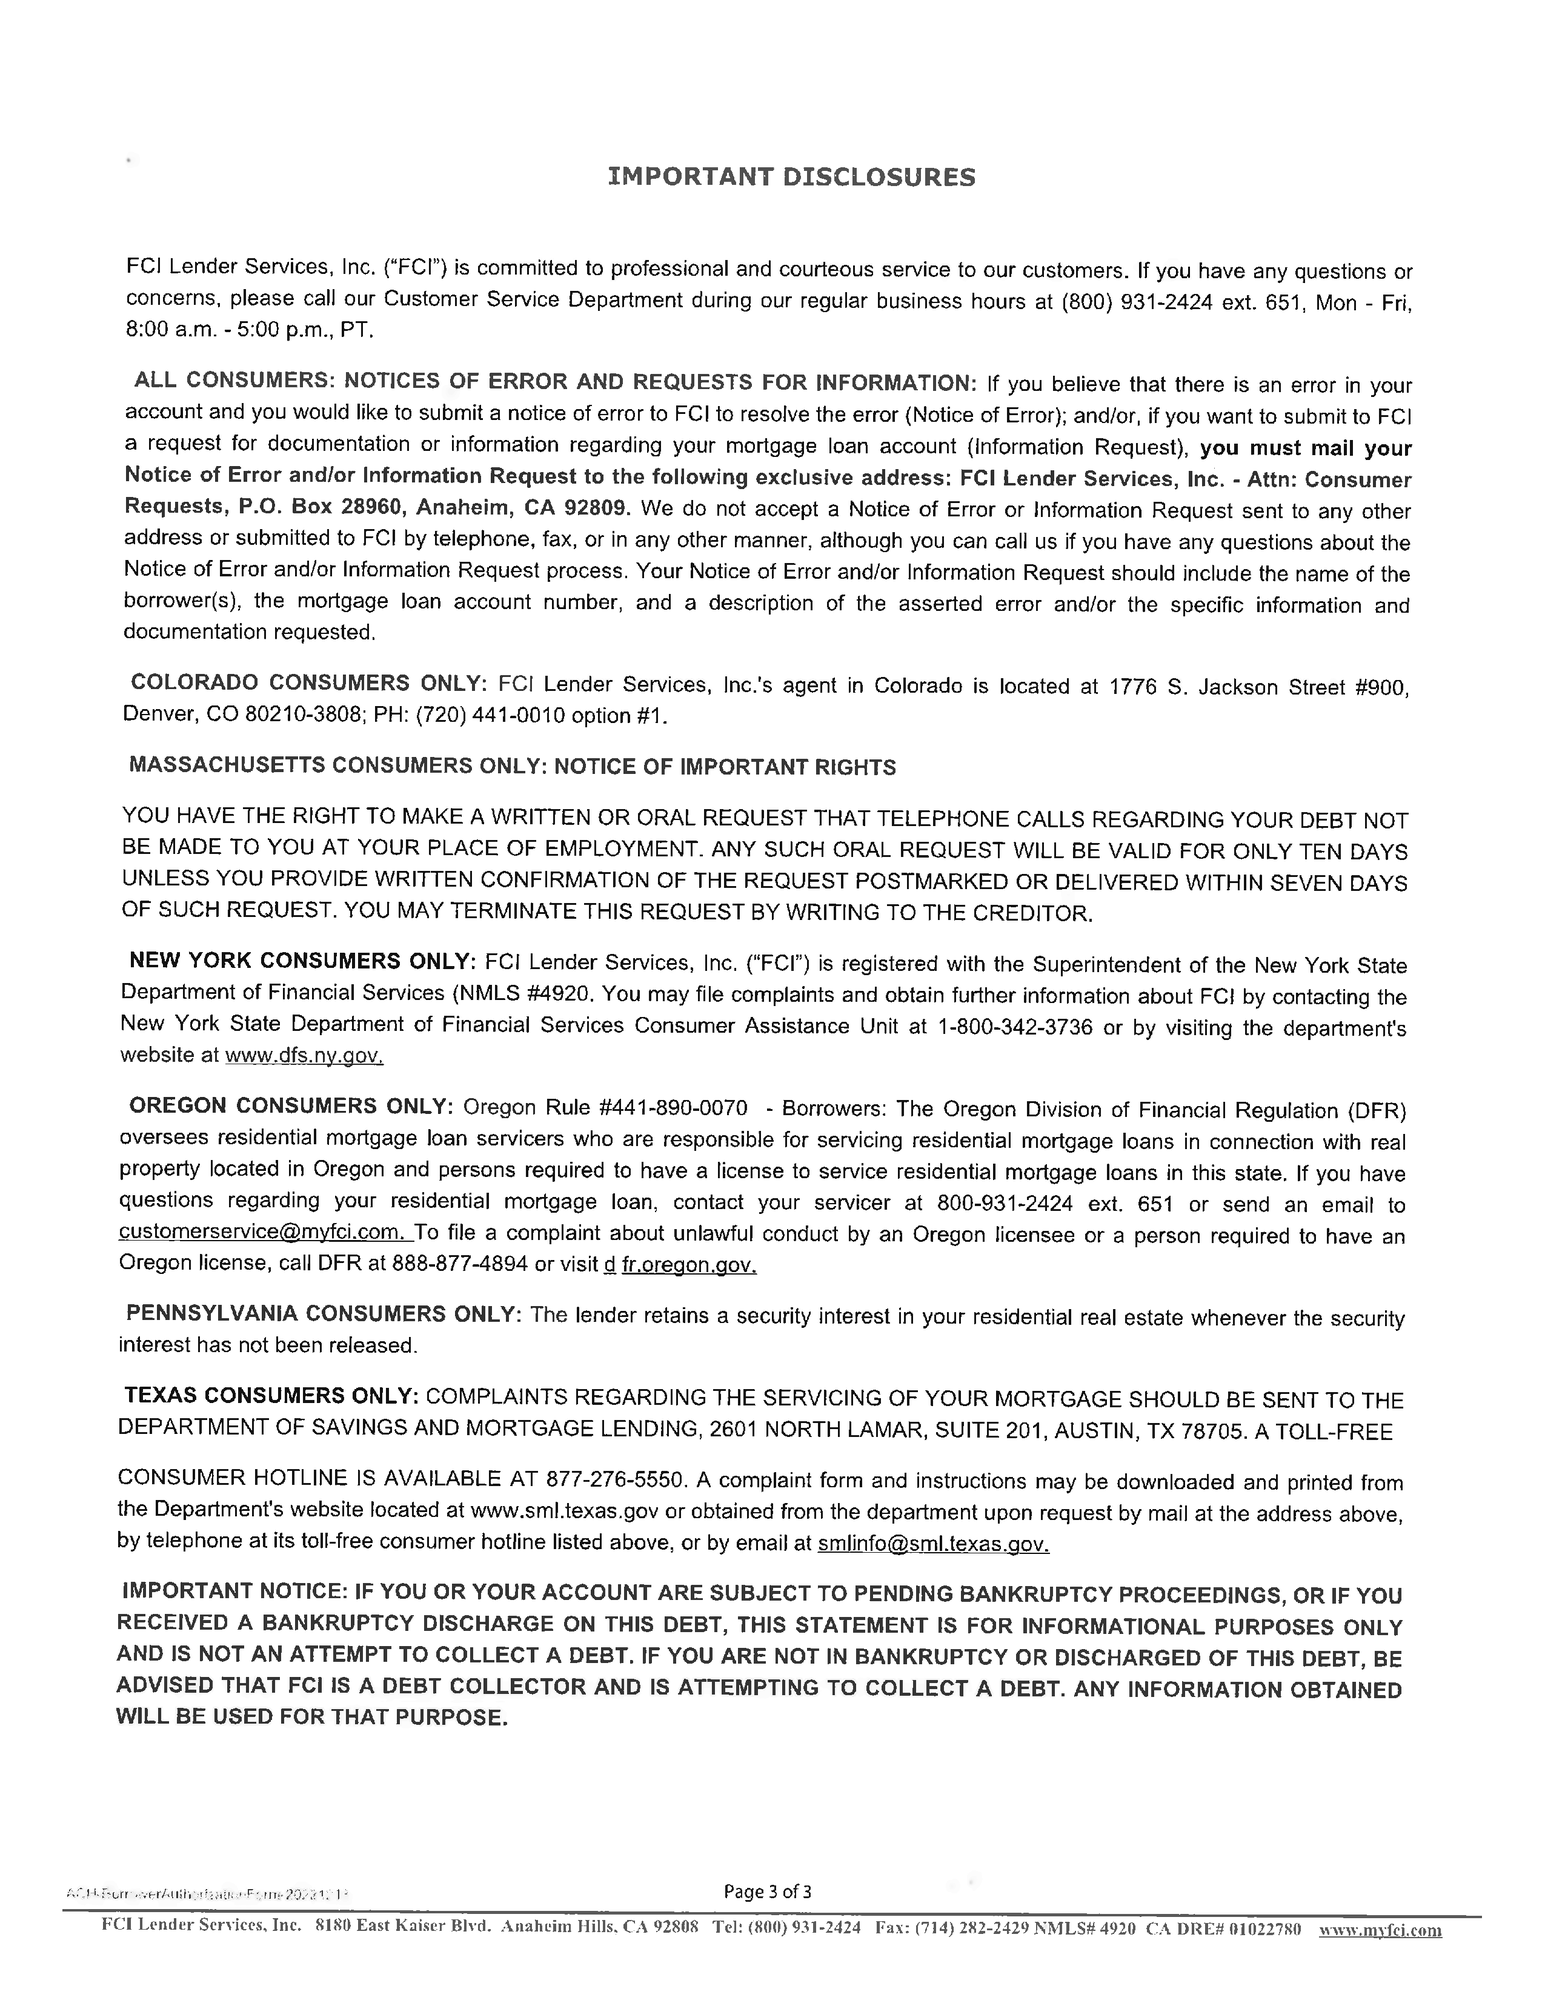 IMPORTANT DISCLOSURES
FCI Lender Services, Inc. (“FCI”) is committed to professional and courteous service to our customers. If you have any questions or
concerns, please call our Customer Service Department during our regular business hours at (800) 931-2424 ext. 651, Mon - Fri,
8:00 a.m. - 5:00 p.m., PT.
ALL CONSUMERS: NOTICES OF ERROR AND REQUESTS FOR INFORMATION: If you believe that there is an error in your
account and you would like to submit a notice of error to FCI to resolve the error (Notice of Error); and/or, if you want to submit to FCI
a request for documentation or information regarding your mortgage loan account (Information Request), you must mail your
Notice of Error and/or Information Request to the following exclusive address: FCI Lender Services, Inc. - Attn: Consumer
Requests, P.O. Box 28960, Anaheim, CA 92809. We do not accept a Notice of Error or Information Request sent to any other
address or submitted to FCI by telephone, fax, or in any other manner, although you can call us if you have any questions about the
Notice of Error and/or Information Request process. Your Notice of Error and/or Information Request should include the name of the
borrower(s), the mortgage loan account number, and a description of the asserted error and/or the specific information and
documentation requested.
COLORADO CONSUMERS ONLY: FCI Lender Services, Inc.'s agent in Colorado is located at 1776 S. Jackson Street #900,
Denver, CO 80210-3808; PH: (720) 441-0010 option #1.
MASSACHUSETTS CONSUMERS ONLY: NOTICE OF IMPORTANT RIGHTS
YOU HAVE THE RIGHT TO MAKE A WRITTEN OR ORAL REQUEST THAT TELEPHONE CALLS REGARDING YOUR DEBT NOT
BE MADE TO YOU AT YOUR PLACE OF EMPLOYMENT. ANY SUCH ORAL REQUEST WILL BE VALID FOR ONLY TEN DAYS
UNLESS YOU PROVIDE WRITTEN CONFIRMATION OF THE REQUEST POSTMARKED OR DELIVERED WITHIN SEVEN DAYS
OF SUCH REQUEST. YOU MAY TERMINATE THIS REQUEST BY WRITING TO THE CREDITOR.
NEW YORK CONSUMERS ONLY: FCI Lender Services, Inc. (“FCI”) is registered with the Superintendent of the New York State
Department of Financial Services (NMLS #4920. You may file complaints and obtain further information about FCI by contacting the
New York State Department of Financial Services Consumer Assistance Unit at 1-800-342-3736 or by visiting the department's
website at www.dfs.ny.gov.
OREGON CONSUMERS ONLY: Oregon Rule #441-890-0070 - Borrowers: The Oregon Division of Financial Regulation (DFR)
oversees residential mortgage loan servicers who are responsible for servicing residential mortgage loans in connection with real
property located in Oregon and persons required to have a license to service residential mortgage loans in this state. If you have
questions regarding your residential mortgage loan, contact your servicer at 800-931-2424 ext. 651 or send an email to
customerservice@myfci.com. To file a complaint about unlawful conduct by an Oregon licensee or a person required to have an
Oregon license, call DFR at 888-877-4894 or visit d fr.oregon.gov.
PENNSYLVANIA CONSUMERS ONLY: The lender retains a security interest in your residential real estate whenever the security
interest has not been released.
TEXAS CONSUMERS ONLY: COMPLAINTS REGARDING THE SERVICING OF YOUR MORTGAGE SHOULD BE SENT TO THE
DEPARTMENT OF SAVINGS AND MORTGAGE LENDING, 2601 NORTH LAMAR, SUITE 201, AUSTIN, TX 78705. A TOLL-FREE
CONSUMER HOTLINE IS AVAILABLE AT 877-276-5550. A complaint form and instructions may be downloaded and printed from
the Department's website located at www.sml.texas.gov or obtained from the department upon request by mail at the address above,
by telephone at its toll-free consumer hotline listed above, or by email at smlinfo@sml.texas.gov.
IMPORTANT NOTICE: IF YOU OR YOUR ACCOUNT ARE SUBJECT TO PENDING BANKRUPTCY PROCEEDINGS, OR IF YOU
RECEIVED A BANKRUPTCY DISCHARGE ON THIS DEBT, THIS STATEMENT IS FOR INFORMATIONAL PURPOSES ONLY
AND IS NOT AN ATTEMPT TO COLLECT A DEBT. IF YOU ARE NOT IN BANKRUPTCY OR DISCHARGED OF THIS DEBT, BE
ADVISED THAT FCI IS A DEBT COLLECTOR AND IS ATTEMPTING TO COLLECT A DEBT. ANY INFORMATION OBTAINED
WILL BE USED FOR THAT PURPOSE.
Page 3 of 3
FCI Lender Services, Inc. 8180 East Kaiser Blvd. Anaheim Hills, CA 92808 Tel: (800) 931-2424 Fax: (714) 282-2429 NMLS# 4920 CA DRE# 01022780 www.myfci.com